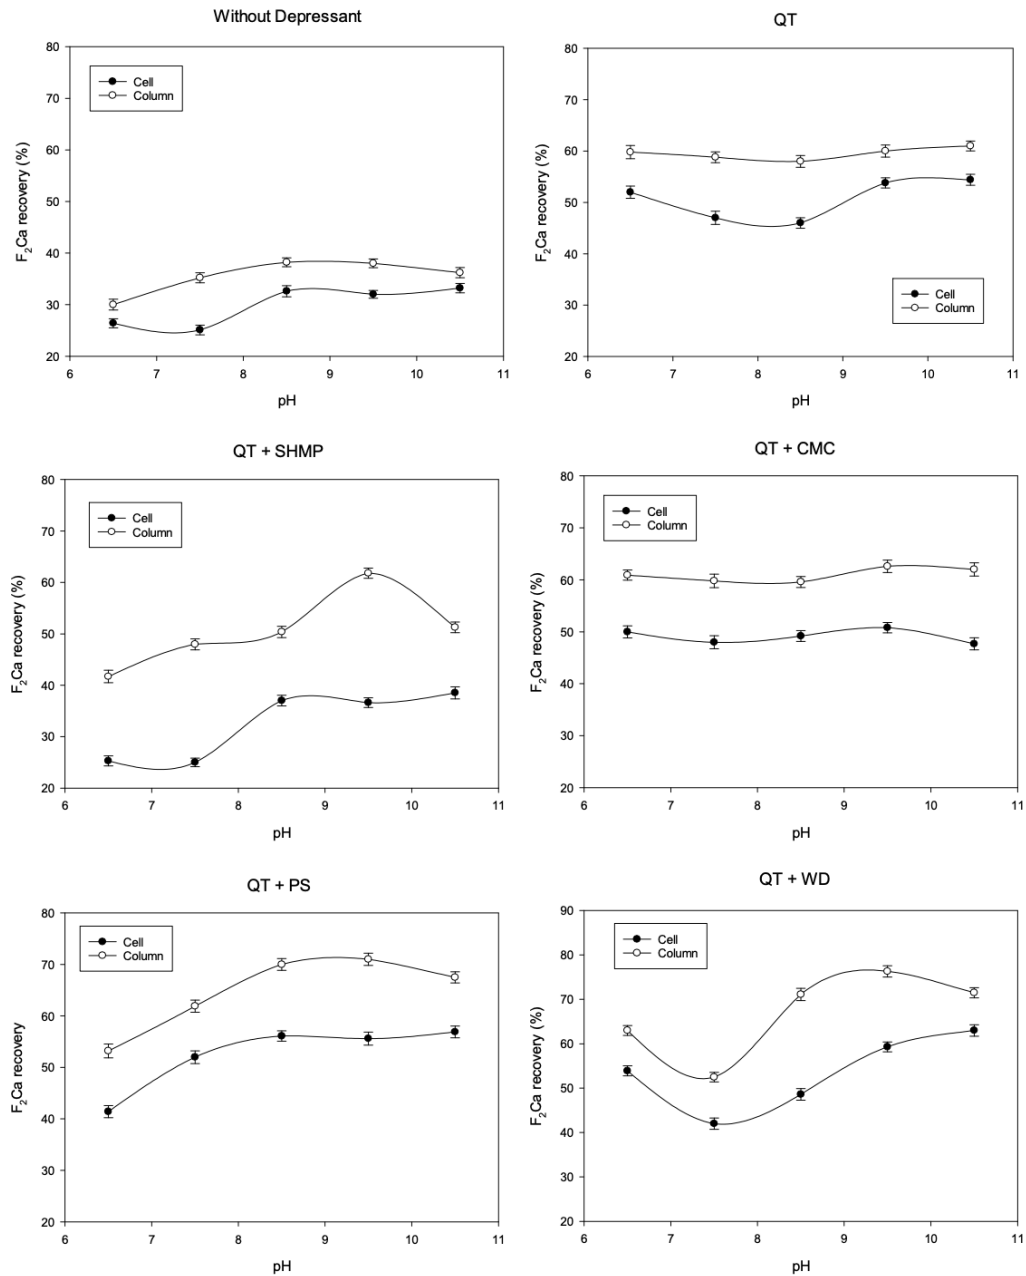 Without Depressant
80
70
60
50
40
30
20
6 7 8 9 10 11
F₂Ca recovery (%)
pH
Cell
Column
QT
80
70
60
50
40
30
20
6 7 8 9 10 11
F₂Ca recovery (%)
pH
Cell
Column
QT + SHMP
80
70
60
50
40
30
20
6 7 8 9 10 11
F₂Ca recovery (%)
pH
Cell
Column
QT + CMC
80
70
60
50
40
30
20
6 7 8 9 10 11
F₂Ca recovery (%)
pH
Cell
Column
QT + PS
80
70
60
50
40
30
20
6 7 8 9 10 11
F₂Ca recovery
pH
Cell
Column
QT + WD
90
80
70
60
50
40
30
20
6 7 8 9 10 11
F₂Ca recovery (%)
pH
Cell
Column